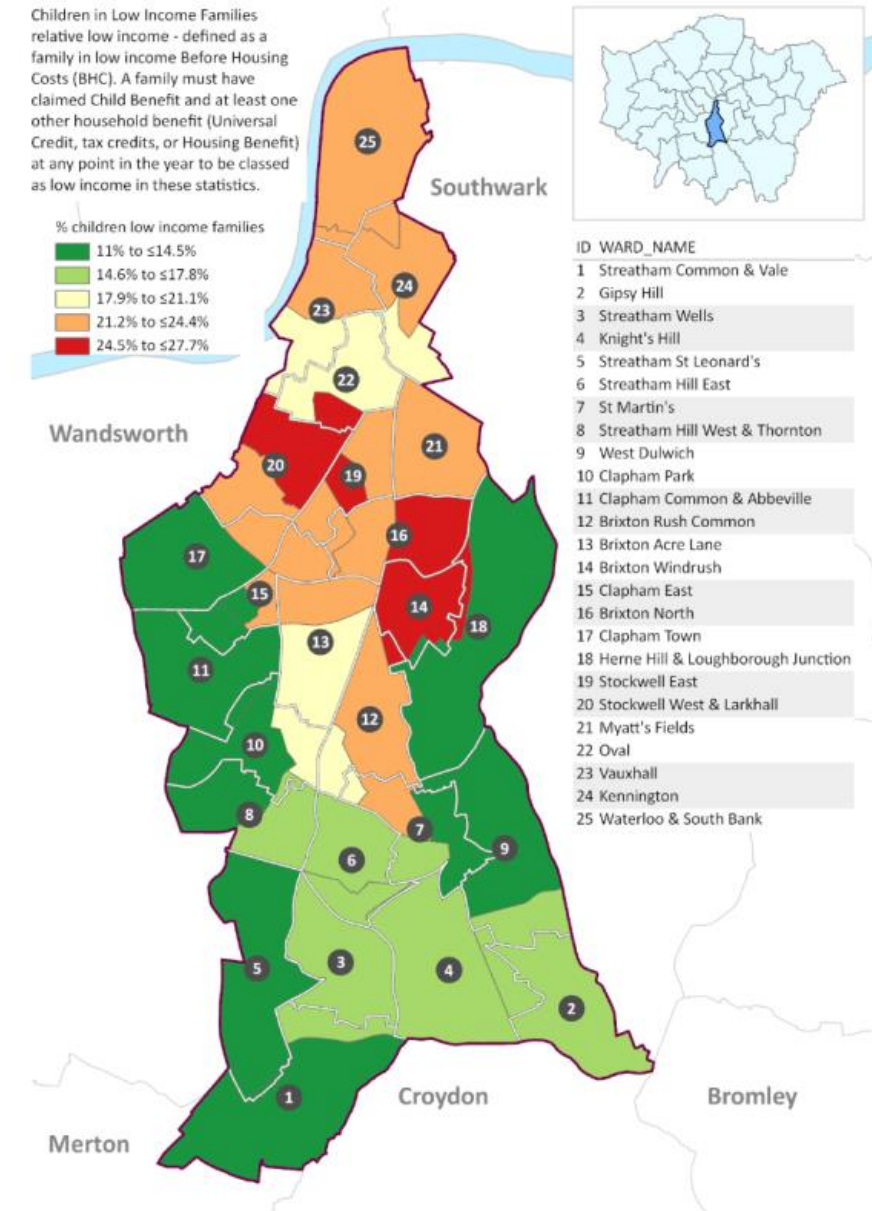 Children in Low Income Families
relative low income - defined as a
family in low income Before Housing
Costs (BHC). A family must have
claimed Child Benefit and at least one
other household benefit (Universal
Credit, tax credits, or Housing Benefit)
at any point in the year to be classed
as low income in these statistics.
% children low income families
11% to ≤14.5%
14.6% to ≤17.8%
17.9% to ≤21.1%
21.2% to ≤24.4%
24.5% to ≤27.7%
Southwark
Wandsworth
Merton
Croydon
Bromley
25
24
23
22
21
20
19
16
17
15
14
18
13
11
12
10
8
7
9
6
5
3
4
2
1
ID WARD_NAME
1 Streatham Common & Vale
2 Gipsy Hill
3 Streatham Wells
4 Knight's Hill
5 Streatham St Leonard's
6 Streatham Hill East
7 St Martin's
8 Streatham Hill West & Thornton
9 West Dulwich
10 Clapham Park
11 Clapham Common & Abbeville
12 Brixton Rush Common
13 Brixton Acre Lane
14 Brixton Windrush
15 Clapham East
16 Brixton North
17 Clapham Town
18 Herne Hill & Loughborough Junction
19 Stockwell East
20 Stockwell West & Larkhall
21 Myatt's Fields
22 Oval
23 Vauxhall
24 Kennington
25 Waterloo & South Bank